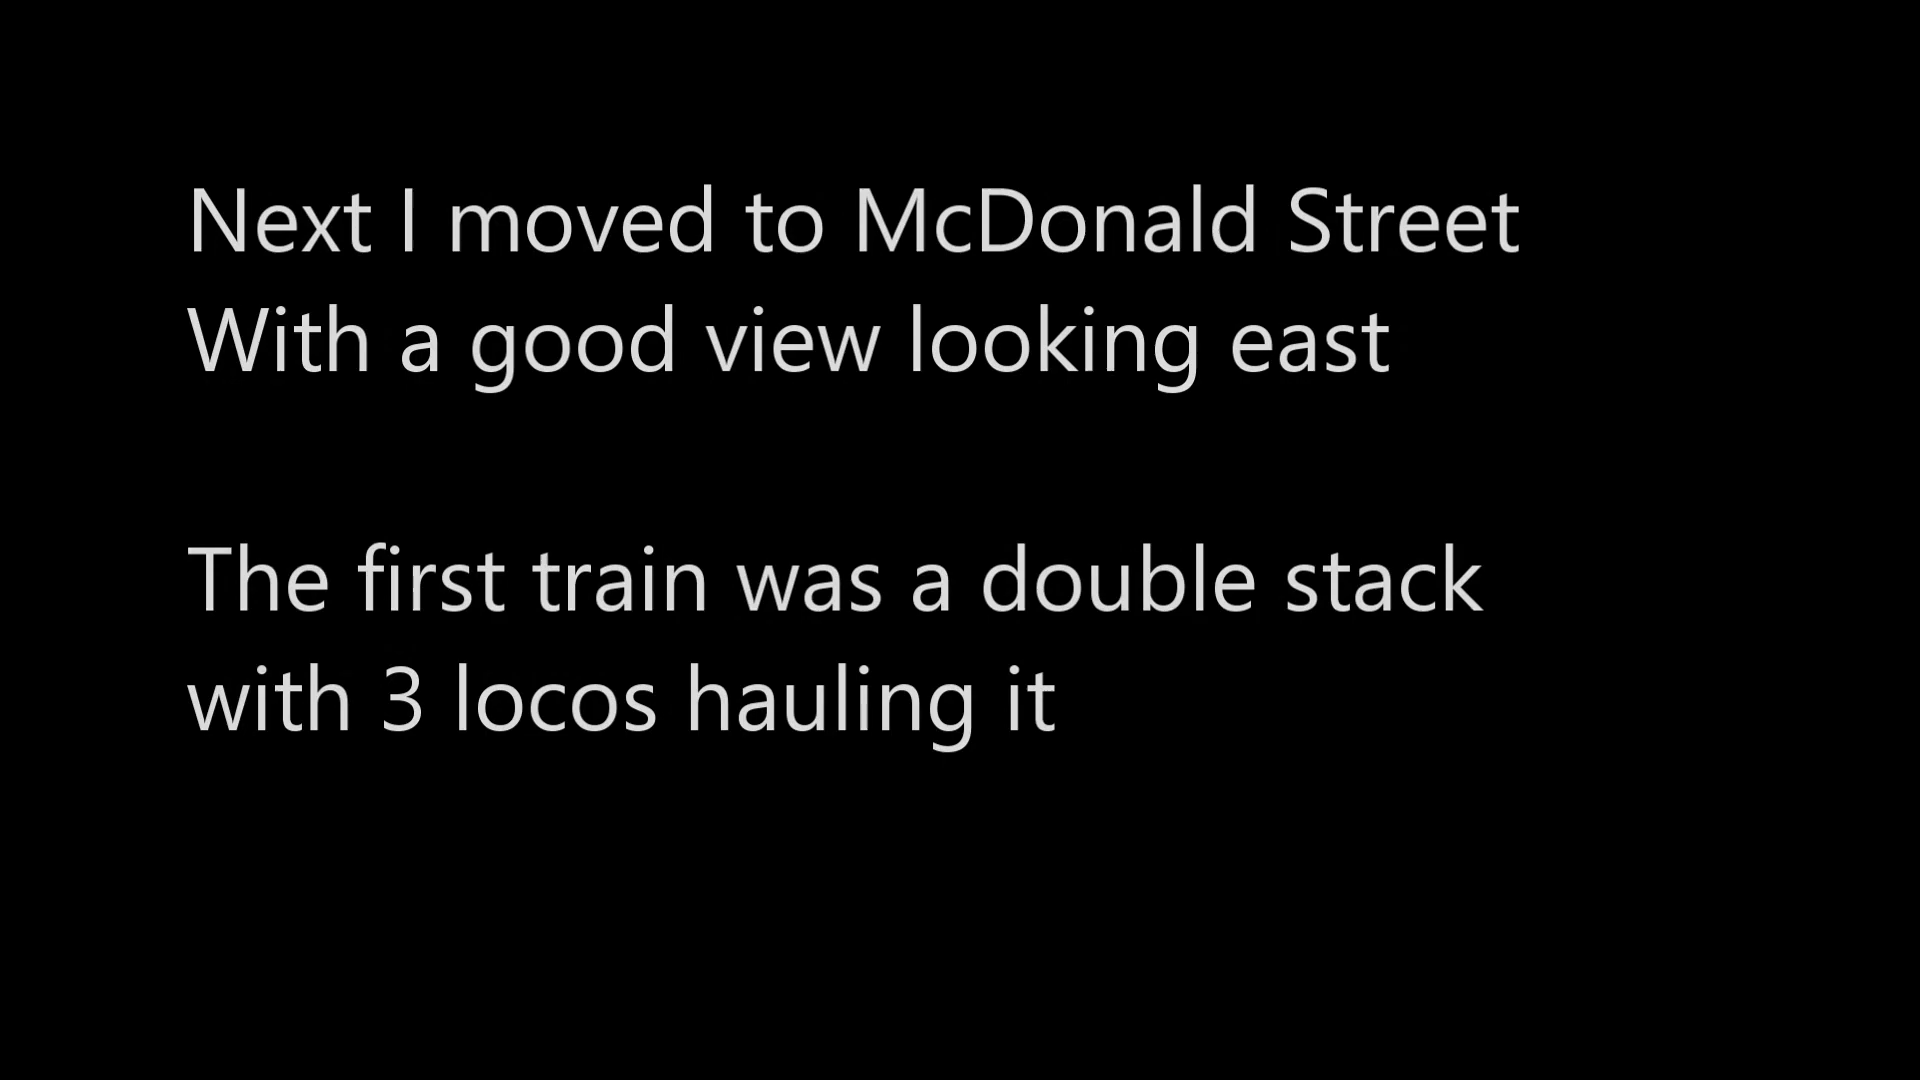 Next I moved to McDonald Street
With a good view looking east
The first train was a double stack
with 3 locos hauling it